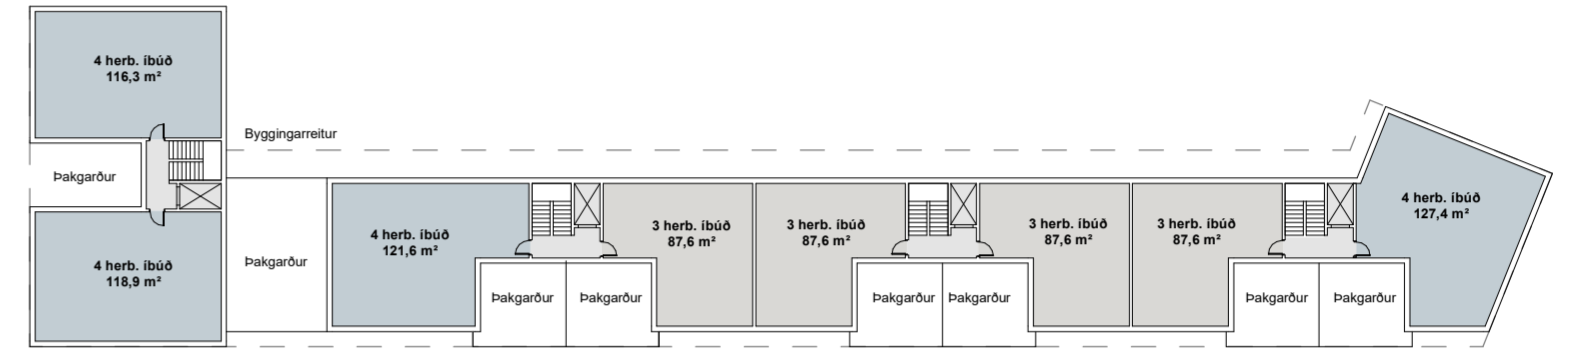 4 herb. íbúð
116,3 m²
Byggingarreitur
Þakgarður
4 herb. íbúð
118,9 m²
Þakgarður
4 herb. íbúð
121,6 m²
Þakgarður
Þakgarður
3 herb. íbúð
87,6 m²
3 herb. íbúð
87,6 m²
Þakgarður
Þakgarður
3 herb. íbúð
87,6 m²
3 herb. íbúð
87,6 m²
Þakgarður
Þakgarður
4 herb. íbúð
127,4 m²